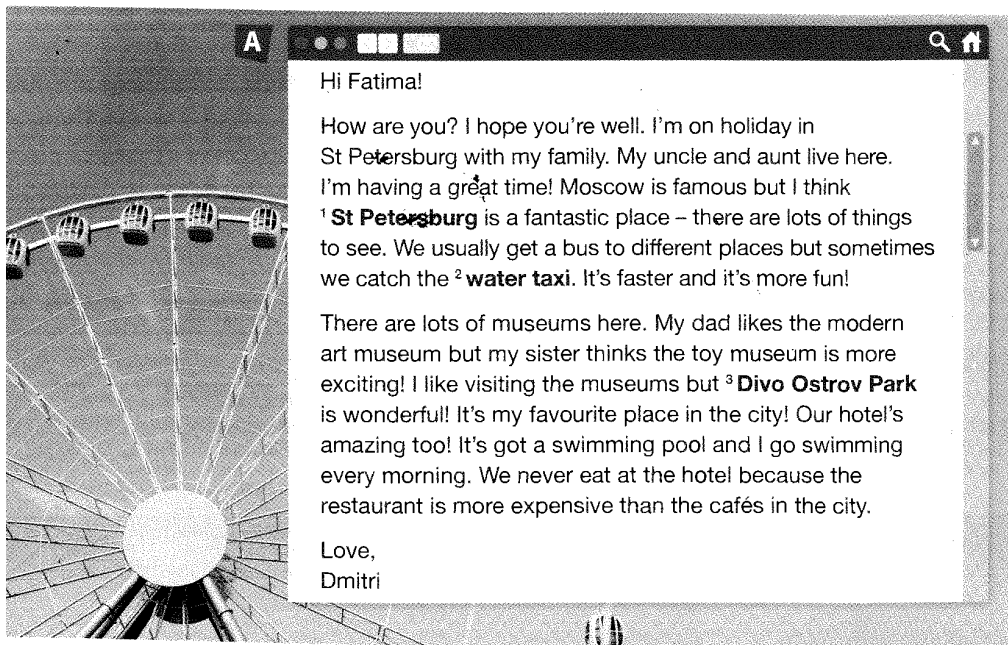 A
Hi Fatima!
How are you? I hope you're well. I'm on holiday in
St Petersburg with my family. My uncle and aunt live here.
I'm having a great time! Moscow is famous but I think
¹ St Petersburg is a fantastic place – there are lots of things
to see. We usually get a bus to different places but sometimes
we catch the ² water taxi. It's faster and it's more fun!
There are lots of museums here. My dad likes the modern
art museum but my sister thinks the toy museum is more
exciting! I like visiting the museums but ³ Divo Ostrov Park
is wonderful! It's my favourite place in the city! Our hotel's
amazing too! It's got a swimming pool and I go swimming
every morning. We never eat at the hotel because the
restaurant is more expensive than the cafés in the city.
Love,
Dmitri